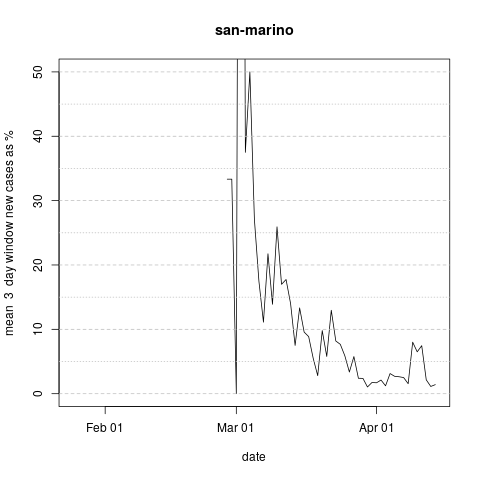 san-marino
mean 3 day window new cases as %
50
40
30
20
10
0
Feb 01
Mar 01
Apr 01
date